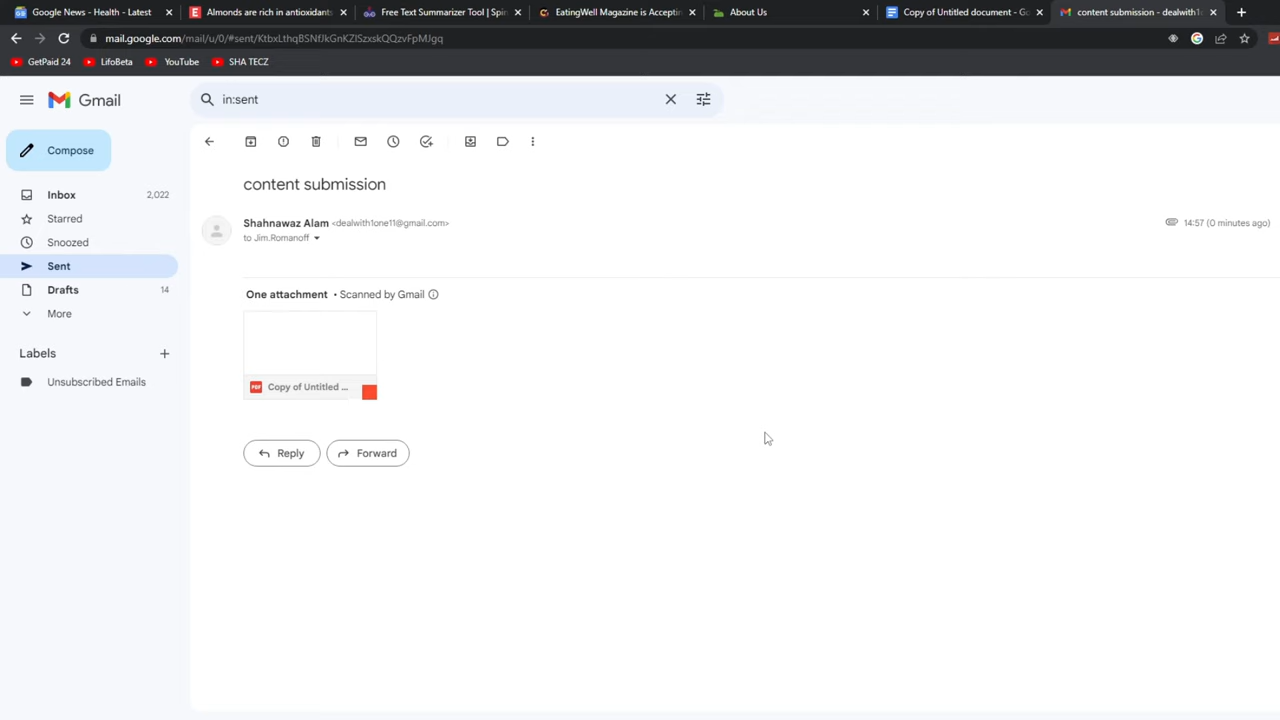 Google News - Health - Latest
Almonds are rich in antioxidants
Free Text Summarize Tool | Spin
EatingWell Magazine is Acceptin
About Us
Copy of Untitled document - Go
content submission - dealwith1
mail.google.com/mail/u/0/#sent/KtbxLthqBSNfJkGnKZlSzxskQQzvFpMJgq
GetPaid 24
LifoBeta
YouTube
SHA TECZ
Gmail
in:sent
Compose
content submission
Inbox 2,022
Shahnawaz Alam <dealwith1one11@gmail.com>
14:57 (0 minutes ago)
Starred
to Jim.Romanoff
Snoozed
Sent
Drafts 14
One attachment • Scanned by Gmail
More
Labels
Unsubscribed Emails
PDF Copy of Untitled ...
Reply
Forward